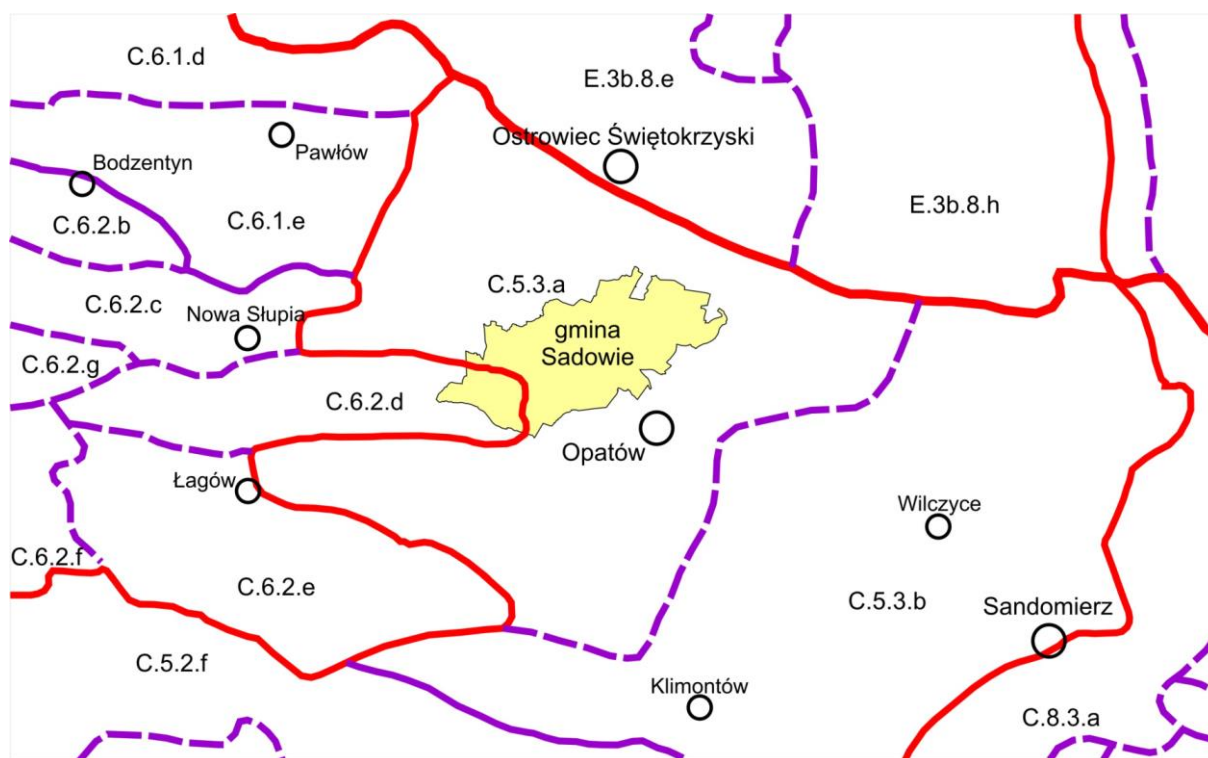 C.6.1.d
E.3b.8.e
Ostrowiec Świętokrzyski
Pawłów
Bodzentyn
C.6.2.b
C.6.1.e
E.3b.8.h
C.6.2.c
C.5.3.a
Nowa Słupia
gmina
Sadowie
C.6.2.g
C.6.2.d
Opatów
Łagów
Wilczyce
C.6.2.f
C.6.2.e
C.5.3.b
Sandomierz
C.5.2.f
Klimontów
C.8.3.a